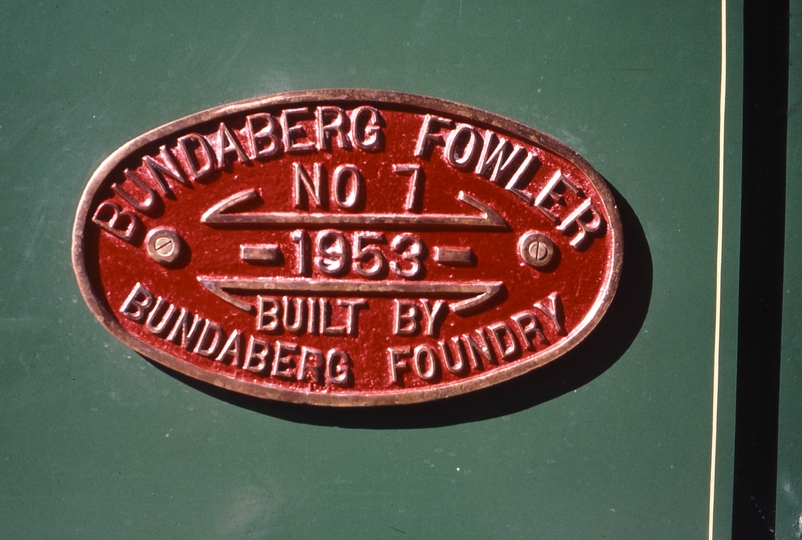 BUNDABERG FOWLER
NO 7
-1953-
BUILT BY
BUNDABERG FOUNDRY